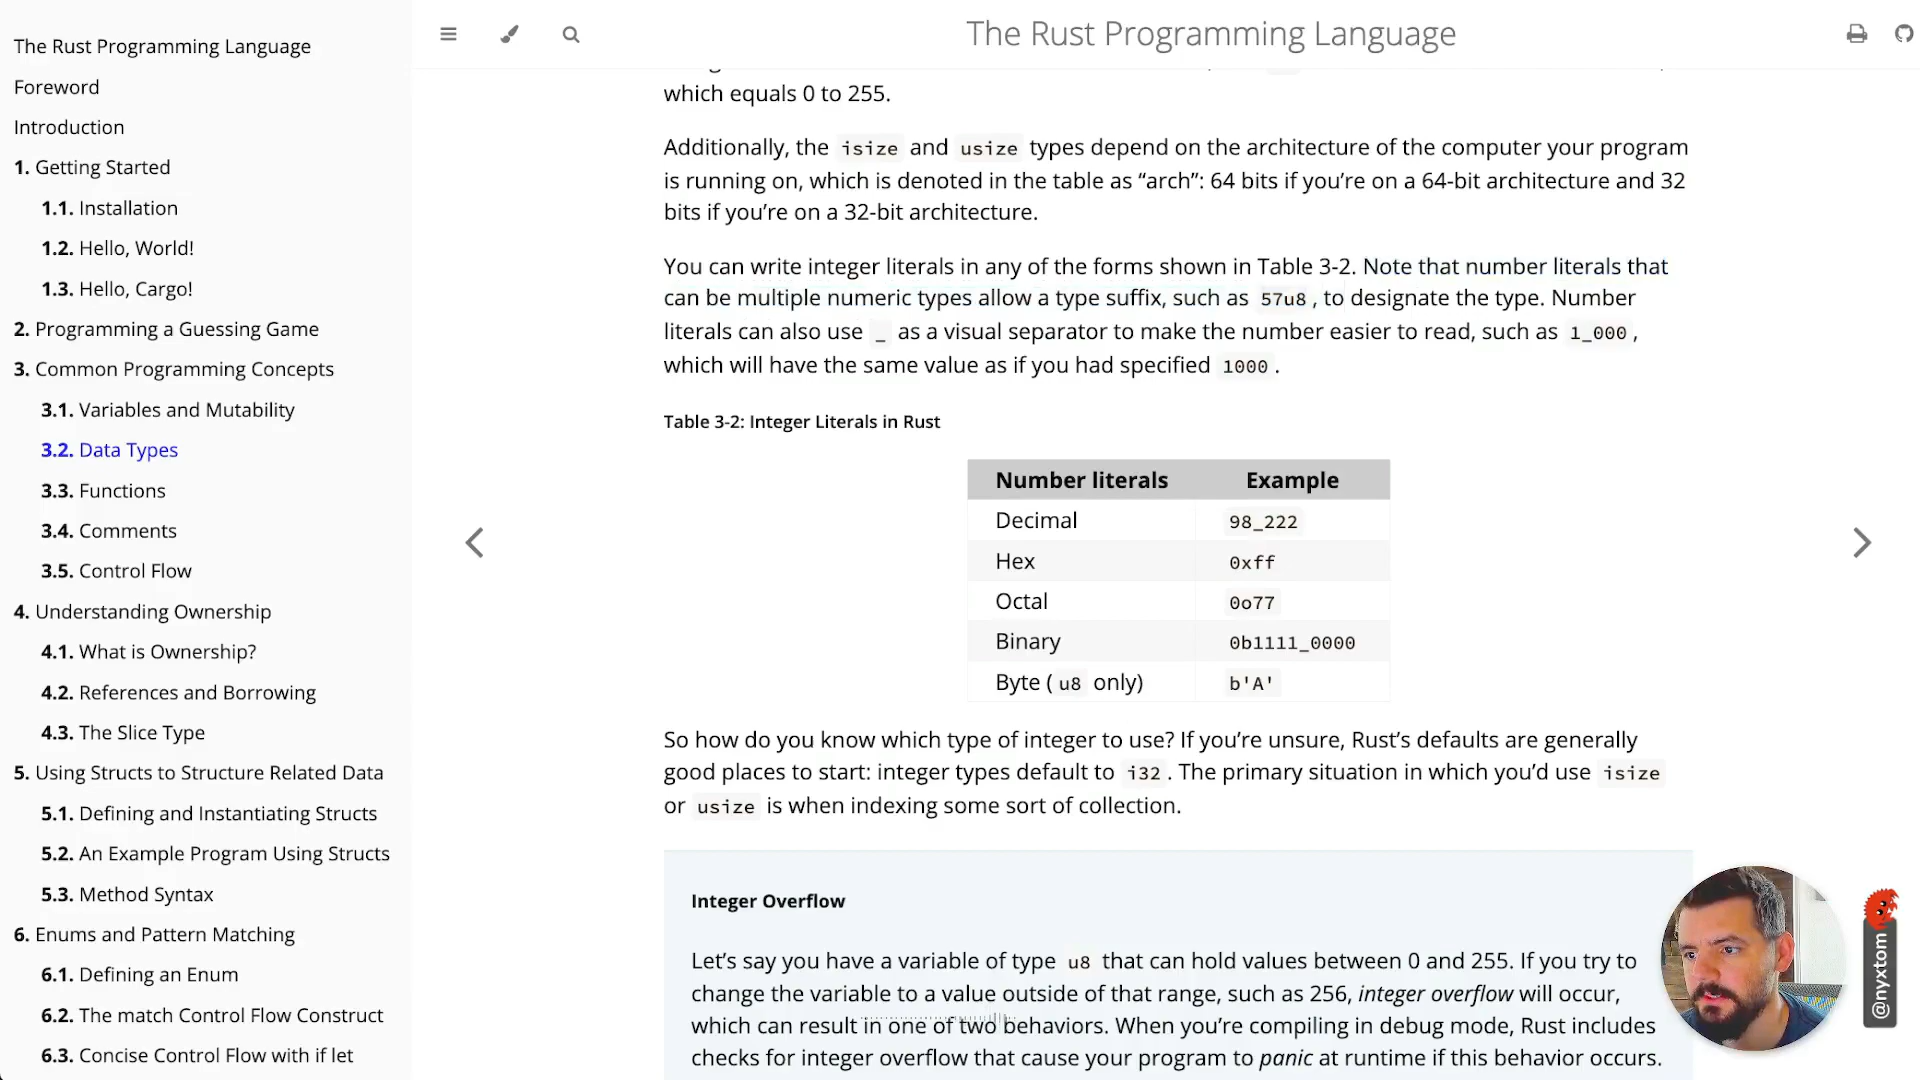 The Rust Programming Language
Foreword
Introduction
1. Getting Started
1.1. Installation
1.2. Hello, World!
1.3. Hello, Cargo!
2. Programming a Guessing Game
3. Common Programming Concepts
3.1. Variables and Mutability
3.2. Data Types
3.3. Functions
3.4. Comments
3.5. Control Flow
4. Understanding Ownership
4.1. What is Ownership?
4.2. References and Borrowing
4.3. The Slice Type
5. Using Structs to Structure Related Data
5.1. Defining and Instantiating Structs
5.2. An Example Program Using Structs
5.3. Method Syntax
6. Enums and Pattern Matching
6.1. Defining an Enum
6.2. The match Control Flow Construct
6.3. Concise Control Flow with if let
The Rust Programming Language
which equals 0 to 255.
Additionally, the isize and usize types depend on the architecture of the computer your program
is running on, which is denoted in the table as “arch”: 64 bits if you’re on a 64-bit architecture and 32
bits if you’re on a 32-bit architecture.
You can write integer literals in any of the forms shown in Table 3-2. Note that number literals that
can be multiple numeric types allow a type suffix, such as 57u8, to designate the type. Number
literals can also use _ as a visual separator to make the number easier to read, such as 1_000,
which will have the same value as if you had specified 1000.
Table 3-2: Integer Literals in Rust
Number literals Example
Decimal 98_222
Hex 0xff
Octal 0o77
Binary 0b1111_0000
Byte (u8 only) b'A'
So how do you know which type of integer to use? If you’re unsure, Rust’s defaults are generally
good places to start: integer types default to i32. The primary situation in which you’d use isize
or usize is when indexing some sort of collection.
Integer Overflow
Let’s say you have a variable of type u8 that can hold values between 0 and 255. If you try to
change the variable to a value outside of that range, such as 256, integer overflow will occur,
which can result in one of two behaviors. When you’re compiling in debug mode, Rust includes
checks for integer overflow that cause your program to panic at runtime if this behavior occurs.
@nyxtom